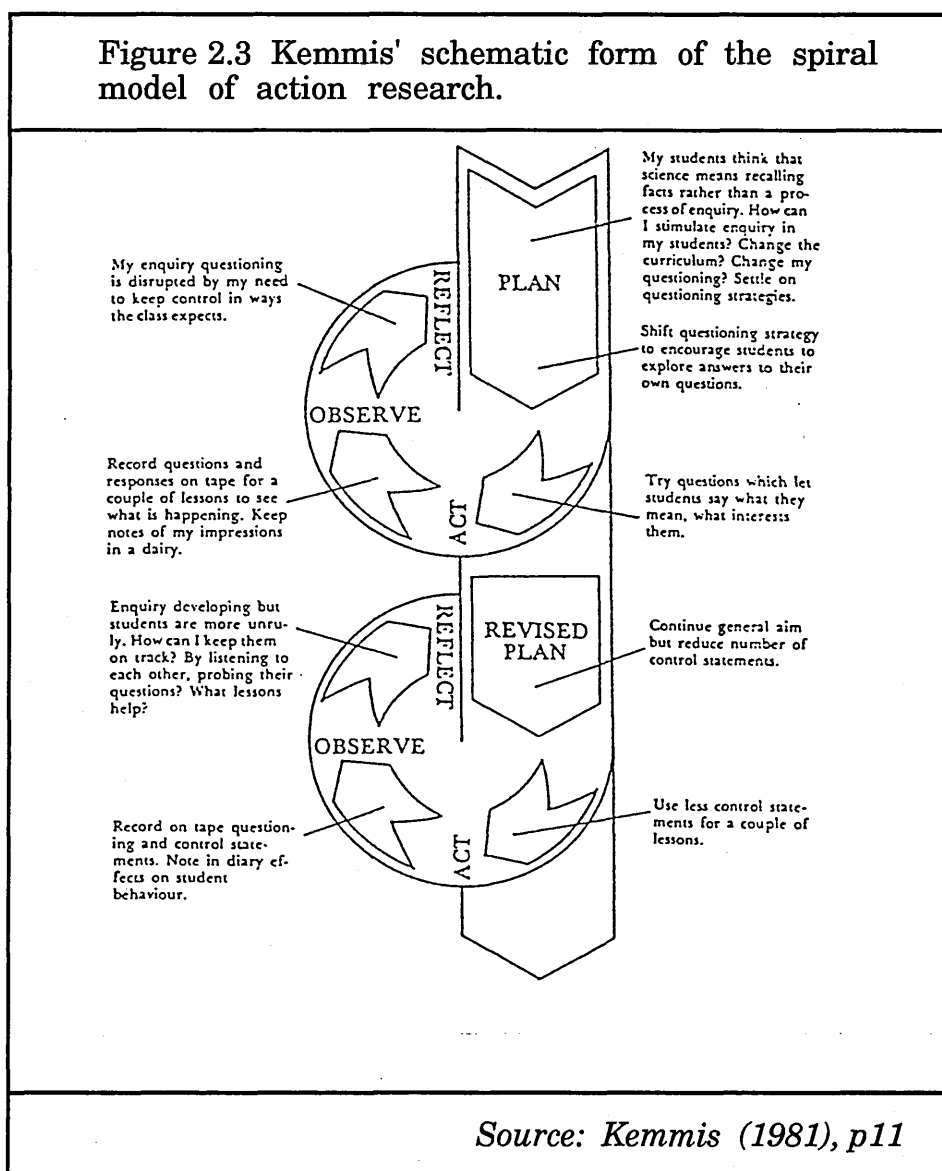 Figure 2.3 Kemmis' schematic form of the spiral
model of action research.
My students think that
science means recalling
facts rather than a pro-
cess of enquiry. How can
I stimulate enquiry in
my students? Change the
curriculum? Change my
questioning? Settle on
questioning strategies.
PLAN
Shift questioning strategy
to encourage students to
explore answers to their
own questions.
REFLECT
My enquiry questioning
is disrupted by my need
to keep control in ways
the class expects.
OBSERVE
Record questions and
responses on tape for a
couple of lessons to see
what is happening. Keep
notes of my impressions
in a dairy.
ACT
Try questions which let
students say what they
mean, what interests
them.
REFLECT
Enquiry developing but
students are more unru-
ly. How can I keep them
on track? By listening to
each other, probing their
questions? What lessons
help?
REVISED
PLAN
Continue general aim
but reduce number of
control statements.
OBSERVE
Record on tape question-
ing and control state-
ments. Note in diary ef-
fects on student
behaviour.
ACT
Use less control state-
ments for a couple of
lessons.
Source: Kemmis (1981), p11